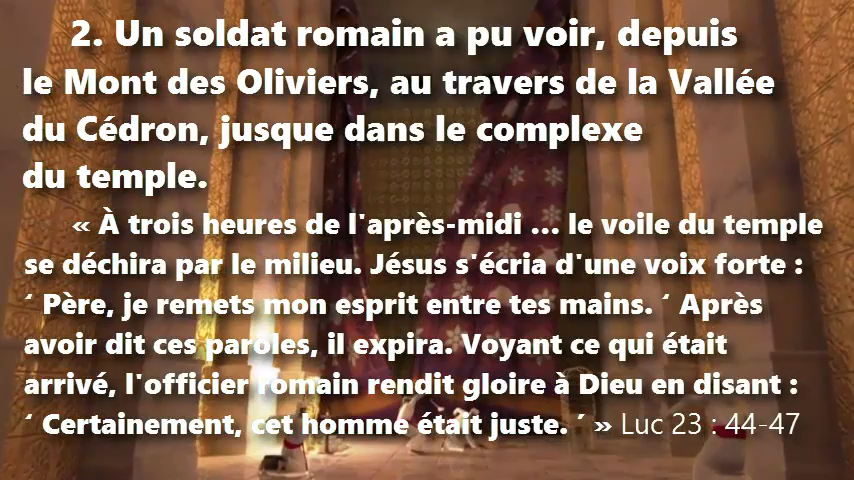 2. Un soldat romain a pu voir, depuis
le Mont des Oliviers, au travers de la Vallée
du Cédron, jusque dans le complexe
du temple.
« À trois heures de l'après-midi ... le voile du temple
se déchira par le milieu. Jésus s'écria d'une voix forte :
‘ Père, je remets mon esprit entre tes mains. ‘ Après
avoir dit ces paroles, il expira. Voyant ce qui était
arrivé, l'officier romain rendit gloire à Dieu en disant :
‘ Certainement, cet homme était juste. ´ » Luc 23 : 44-47